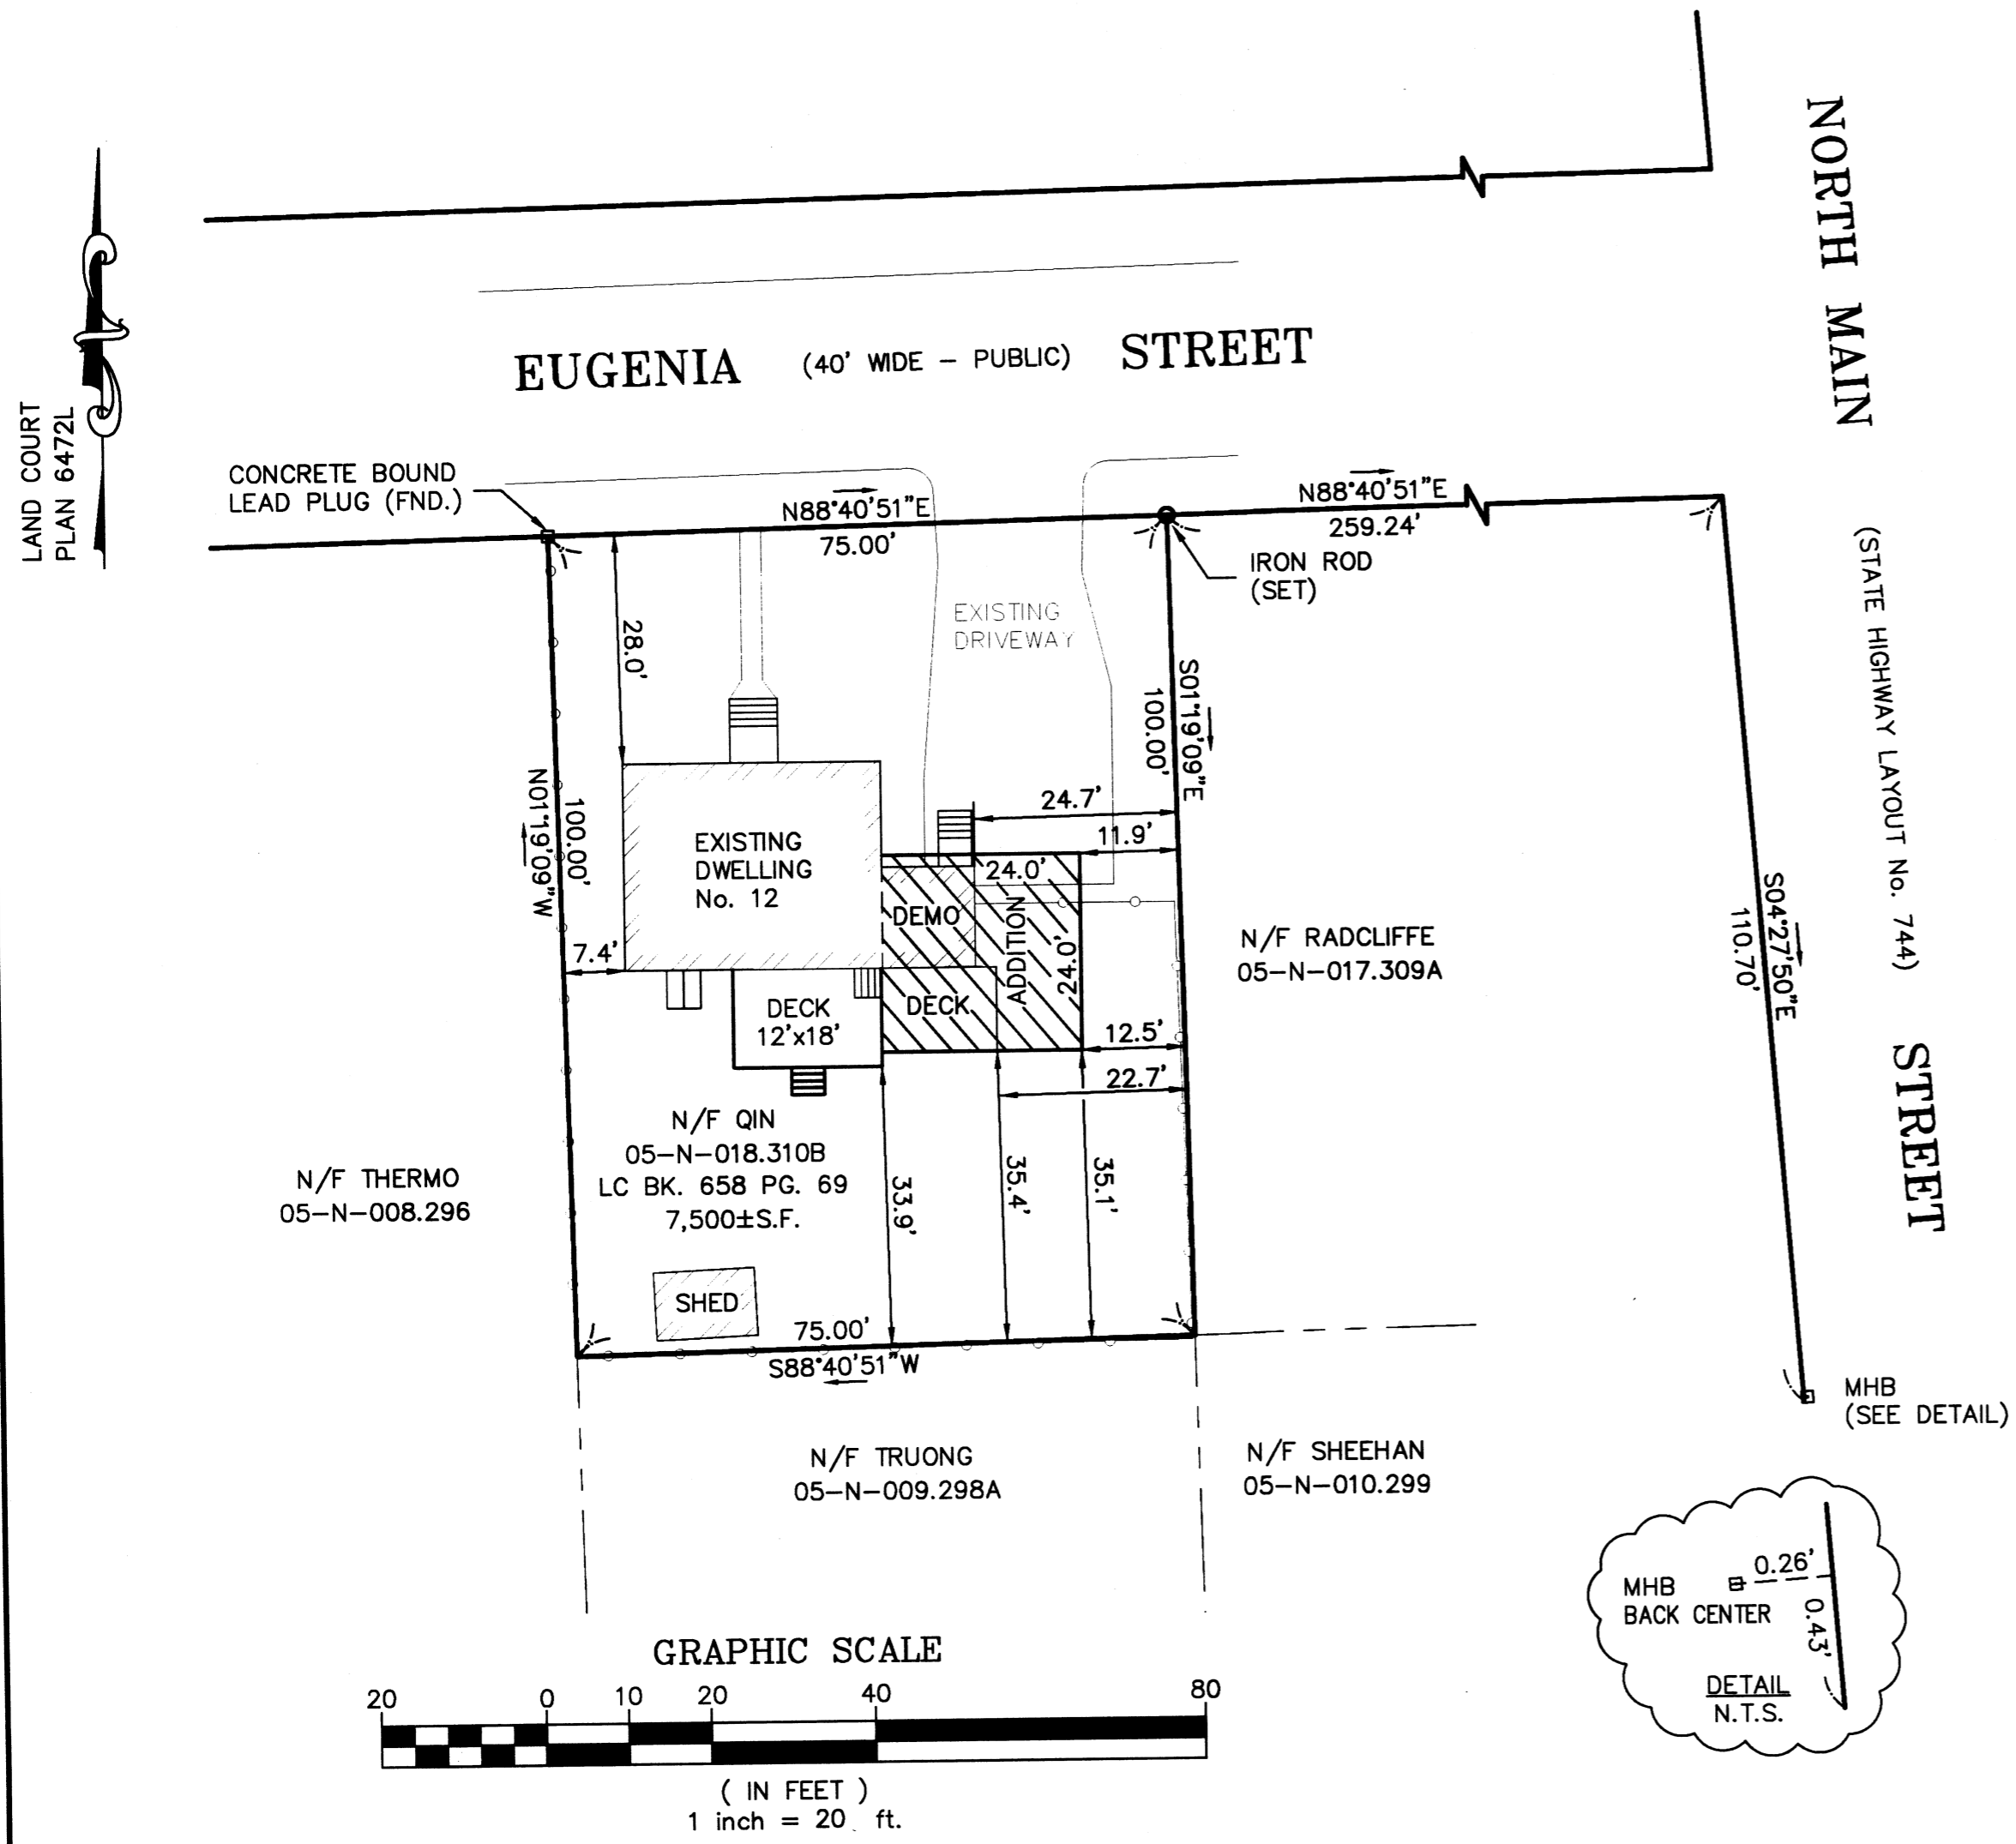 NORTH MAIN STREET
(STATE HIGHWAY LAYOUT No. 744)
LAND COURT
PLAN 6472L
EUGENIA (40' WIDE – PUBLIC) STREET
CONCRETE BOUND
LEAD PLUG (FND.)
N88°40'51"E
75.00'
N88°40'51"E
259.24'
IRON ROD
(SET)
EXISTING
DRIVEWAY
28.0'
S01°19'09"E
100.00'
N01°19'09"W
100.00'
24.7'
11.9'
EXISTING
DWELLING
No. 12
24.0'
DEMO
ADDITION
24.0'
7.4'
DECK
12'x18'
DECK
12.5'
22.7'
N/F RADCLIFFE
05–N–017.309A
S04°27'50"E
110.70'
N/F QIN
05–N–018.310B
LC BK. 658 PG. 69
7,500±S.F.
33.9'
35.4'
35.1'
N/F THERMO
05–N–008.296
SHED
75.00'
S88°40'51"W
MHB
(SEE DETAIL)
N/F TRUONG
05–N–009.298A
N/F SHEEHAN
05–N–010.299
MHB
BACK CENTER
0.26'
0.43'
DETAIL
N.T.S.
GRAPHIC SCALE
20 0 10 20 40 80
( IN FEET )
1 inch = 20 ft.